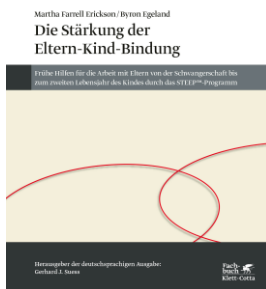 Martha Farrell Erickson/Byron Egeland
Die Stärkung der
Eltern-Kind-Bindung
Frühe Hilfen für die Arbeit mit Eltern von der Schwangerschaft bis
zum zweiten Lebensjahr des Kindes durch das STEEP™-Programm
Herausgeber der deutschsprachigen Ausgabe:
Gerhard J. Suess
Fach-
buch
Klett-Cotta